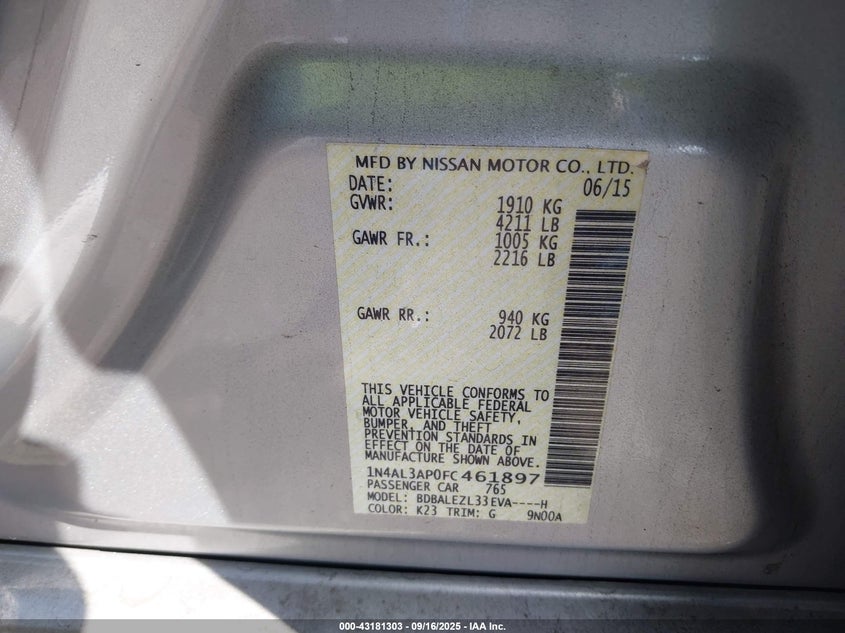 MFD BY NISSAN MOTOR CO., LTD.
DATE: 06/15
GVWR: 1910 KG
4211 LB
GAWR FR.: 1005 KG
2216 LB
GAWR RR.: 940 KG
2072 LB
THIS VEHICLE CONFORMS TO
ALL APPLICABLE FEDERAL
MOTOR VEHICLE SAFETY,
BUMPER, AND THEFT
PREVENTION STANDARDS IN
EFFECT ON THE DATE OF
MANUFACTURE SHOWN ABOVE.
1N4AL3AP0FC461897
PASSENGER CAR 765
MODEL: BDBALEZL33EVA----H
COLOR: K23 TRIM: G 9N00A
000-43181303 - 09/16/2025 - IAA Inc.